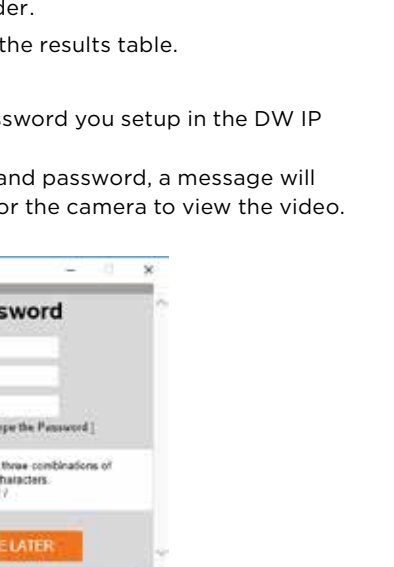 der.
the results table.
ssword you setup in the DW IP
and password, a message will
or the camera to view the video.
sword
ype the Password ]
three combinations of
haracters.
/
E LATER